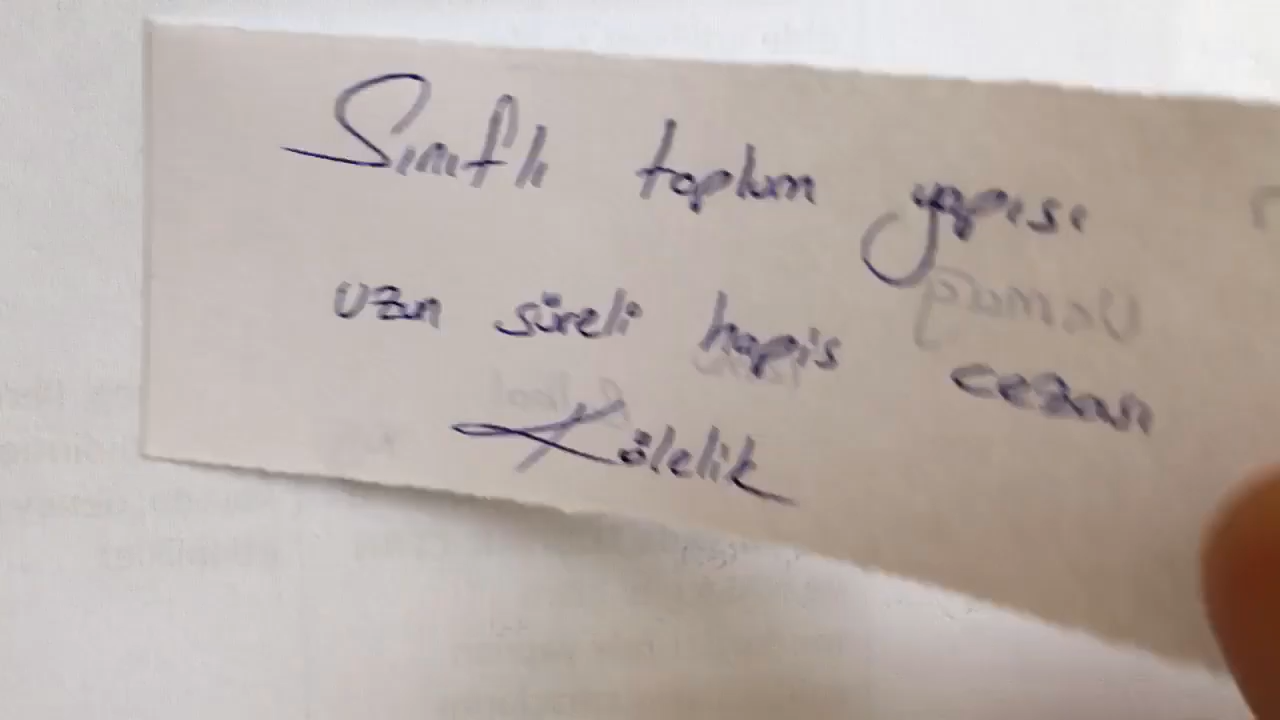 Sınıflı toplum yapısı
uzun süreli hapis cezası
Kölelik